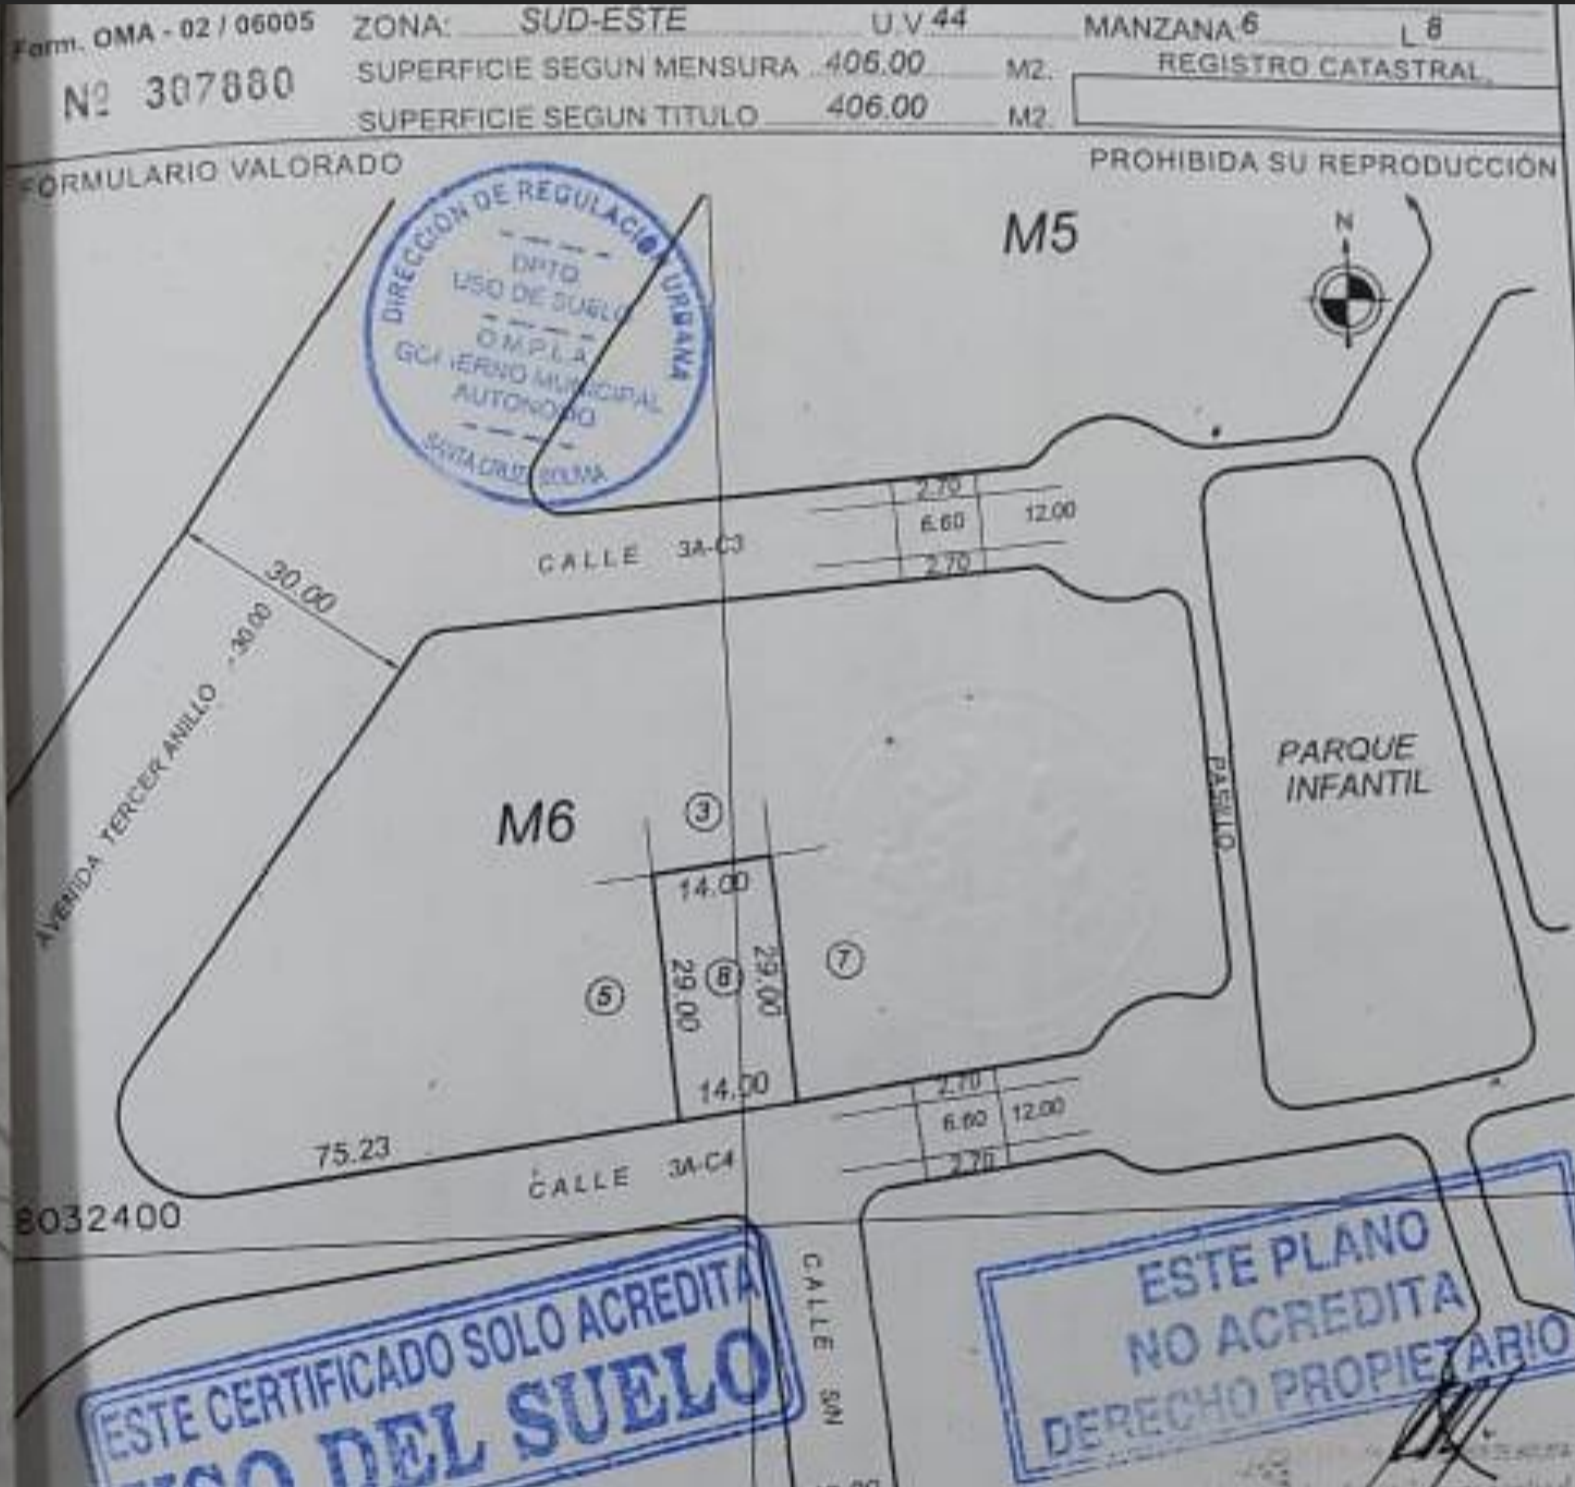 Form. OMA - 02 / 06005
ZONA: SUD-ESTE U.V 44 MANZANA 6 L 8
Nº 307880
SUPERFICIE SEGUN MENSURA 406.00 M2.
REGISTRO CATASTRAL
SUPERFICIE SEGUN TITULO 406.00 M2.
FORMULARIO VALORADO
PROHIBIDA SU REPRODUCCIÓN
DIRECCIÓN DE REGULACIÓN URBANA
DPTO.
USO DE SUELO
O.M.P.L.A.
GOBIERNO MUNICIPAL
AUTONOMO
SANTA CRUZ BOLIVIA
M5
N
2.70
6.60 12.00
2.70
CALLE 3A-C3
30.00
AVENIDA TERCER ANILLO - 30.00
M6
3
14.00
29.00
8
29.00
5
7
14.00
PASILLO
PARQUE
INFANTIL
75.23
CALLE 3A-C4
2.70
6.60 12.00
2.70
8032400
CALLE S/N
ESTE CERTIFICADO SOLO ACREDITA
USO DEL SUELO
ESTE PLANO
NO ACREDITA
DERECHO PROPIETARIO